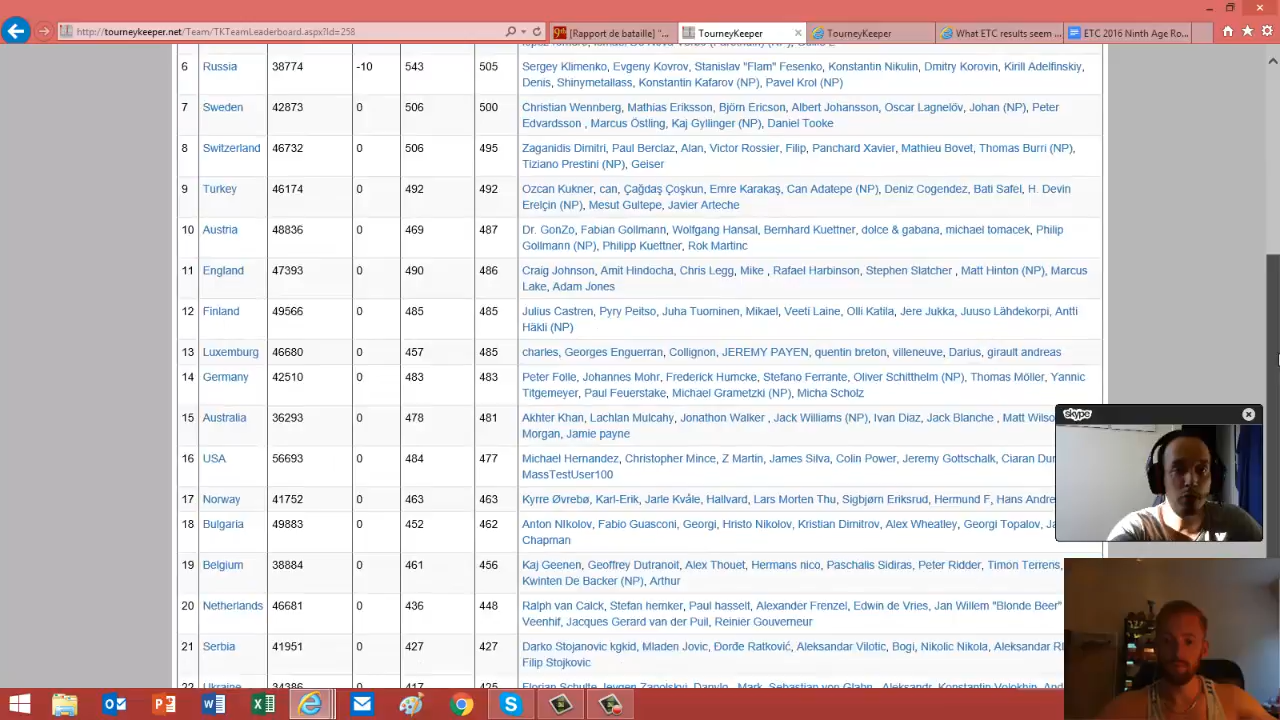 http://tourneykeeper.net/Team/TKTeamLeaderboard.aspx?Id=258
[Rapport de bataille] "...
TourneyKeeper
TourneyKeeper
What ETC results seem ...
ETC 2016 Ninth Age Ro...
6 Russia 38774 -10 543 505 Sergey Klimenko, Evgeny Kovrov, Stanislav "Flam" Fesenko, Konstantin Nikulin, Dmitry Korovin, Kirill Adelfinskiy,
Denis, Shinymetallass, Konstantin Kafarov (NP), Pavel Krol (NP)
7 Sweden 42873 0 506 500 Christian Wennberg, Mathias Eriksson, Björn Ericson, Albert Johansson, Oscar Lagnelöv, Johan (NP), Peter
Edvardsson , Marcus Östling, Kaj Gyllinger (NP), Daniel Tooke
8 Switzerland 46732 0 506 495 Zaganidis Dimitri, Paul Berclaz, Alan, Victor Rossier, Filip, Panchard Xavier, Mathieu Bovet, Thomas Burri (NP),
Tiziano Prestini (NP), Geiser
9 Turkey 46174 0 492 492 Ozcan Kukner, can, Çağdaş Çoşkun, Emre Karakaş, Can Adatepe (NP), Deniz Cogendez, Bati Safel, H. Devin
Erelçin (NP), Mesut Gultepe, Javier Arteche
10 Austria 48836 0 469 487 Dr. GonZo, Fabian Gollmann, Wolfgang Hansal, Bernhard Kuettner, dolce & gabana, michael tomacek, Philip
Gollmann (NP), Philipp Kuettner, Rok Martinc
11 England 47393 0 490 486 Craig Johnson, Amit Hindocha, Chris Legg, Mike , Rafael Harbinson, Stephen Slatcher , Matt Hinton (NP), Marcus
Lake, Adam Jones
12 Finland 49566 0 485 485 Julius Castren, Pyry Peitso, Juha Tuominen, Mikael, Veeti Laine, Olli Katila, Jere Jukka, Juuso Lähdekorpi, Antti
Häkli (NP)
13 Luxemburg 46680 0 457 485 charles, Georges Enguerran, Collignon, JEREMY PAYEN, quentin breton, villeneuve, Darius, girault andreas
14 Germany 42510 0 483 483 Peter Folle, Johannes Mohr, Frederick Humcke, Stefano Ferrante, Oliver Schitthelm (NP), Thomas Möller, Yannic
Titgemeyer, Paul Feuerstake, Michael Grametzki (NP), Micha Scholz
15 Australia 36293 0 478 481 Akhter Khan, Lachlan Mulcahy, Jonathon Walker , Jack Williams (NP), Ivan Diaz, Jack Blanche , Matt Wilso
Morgan, Jamie payne
skype
16 USA 56693 0 484 477 Michael Hernandez, Christopher Mince, Z Martin, James Silva, Colin Power, Jeremy Gottschalk, Ciaran Dur
MassTestUser100
17 Norway 41752 0 463 463 Kyrre Øvrebø, Karl-Erik, Jarle Kvåle, Hallvard, Lars Morten Thu, Sigbjørn Eriksrud, Hermund F, Hans Andre
18 Bulgaria 49883 0 452 462 Anton NIkolov, Fabio Guasconi, Georgi, Hristo Nikolov, Kristian Dimitrov, Alex Wheatley, Georgi Topalov, Ja
Chapman
19 Belgium 38884 0 461 456 Kaj Geenen, Geoffrey Dutranoit, Alex Thouet, Hermans nico, Paschalis Sidiras, Peter Ridder, Timon Terrens,
Kwinten De Backer (NP), Arthur
20 Netherlands 46681 0 436 448 Ralph van Calck, Stefan hemker, Paul hasselt, Alexander Frenzel, Edwin de Vries, Jan Willem "Blonde Beer"
Veenhif, Jacques Gerard van der Puil, Reinier Gouverneur
21 Serbia 41951 0 427 427 Darko Stojanovic kgkid, Mladen Jovic, Đorđe Ratković, Aleksandar Vilotic, Bogi, Nikolic Nikola, Aleksandar Ri
Filip Stojkovic
22 Ukraine 34386 0 417 425